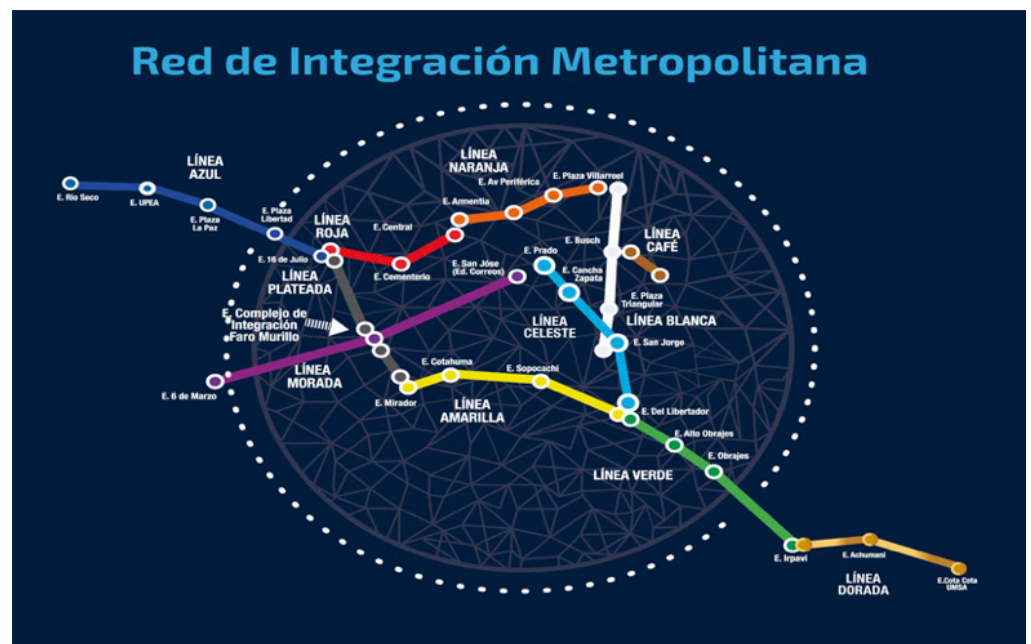 Red de Integración Metropolitana
LÍNEA
AZUL
E. Rio Seco
E. UPEA
E. Plaza
La Paz
E. Plaza
Libertad
E. 16 de Julio
LÍNEA
ROJA
E. Central
E. Cementerio
LÍNEA
NARANJA
E. Armentia
E. Av Periférica
E. Plaza Villarroel
LÍNEA
PLATEADA
E. San Jóse
(Ed. Correos)
E. Prado
E. Cancha
Zapata
E. Busch
LÍNEA
CAFÉ
E. Plaza
Triangular
E. Complejo de
Integración
Faro Murillo
LÍNEA
CELESTE
LÍNEA BLANCA
E. San Jorge
LÍNEA
MORADA
E. 6 de Marzo
E. Mirador
E. Cotahuma
LÍNEA
AMARILLA
E. Sopocachi
E. Del Libertador
E. Alto Obrajes
E. Obrajes
LÍNEA VERDE
E. Irpavi
E. Achumani
LÍNEA
DORADA
E.Cota Cota
UMSA